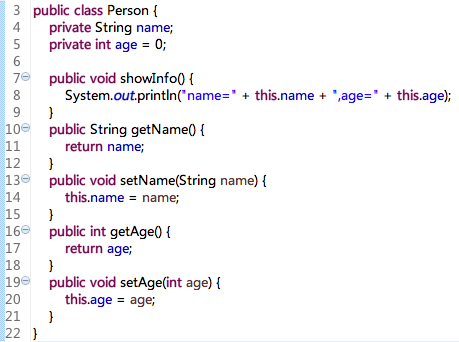 3 public class Person {
4 private String name;
5 private int age = 0;
6
7 public void showInfo() {
8 System.out.println("name=" + this.name + ",age=" + this.age);
9 }
10 public String getName() {
11 return name;
12 }
13 public void setName(String name) {
14 this.name = name;
15 }
16 public int getAge() {
17 return age;
18 }
19 public void setAge(int age) {
20 this.age = age;
21 }
22 }